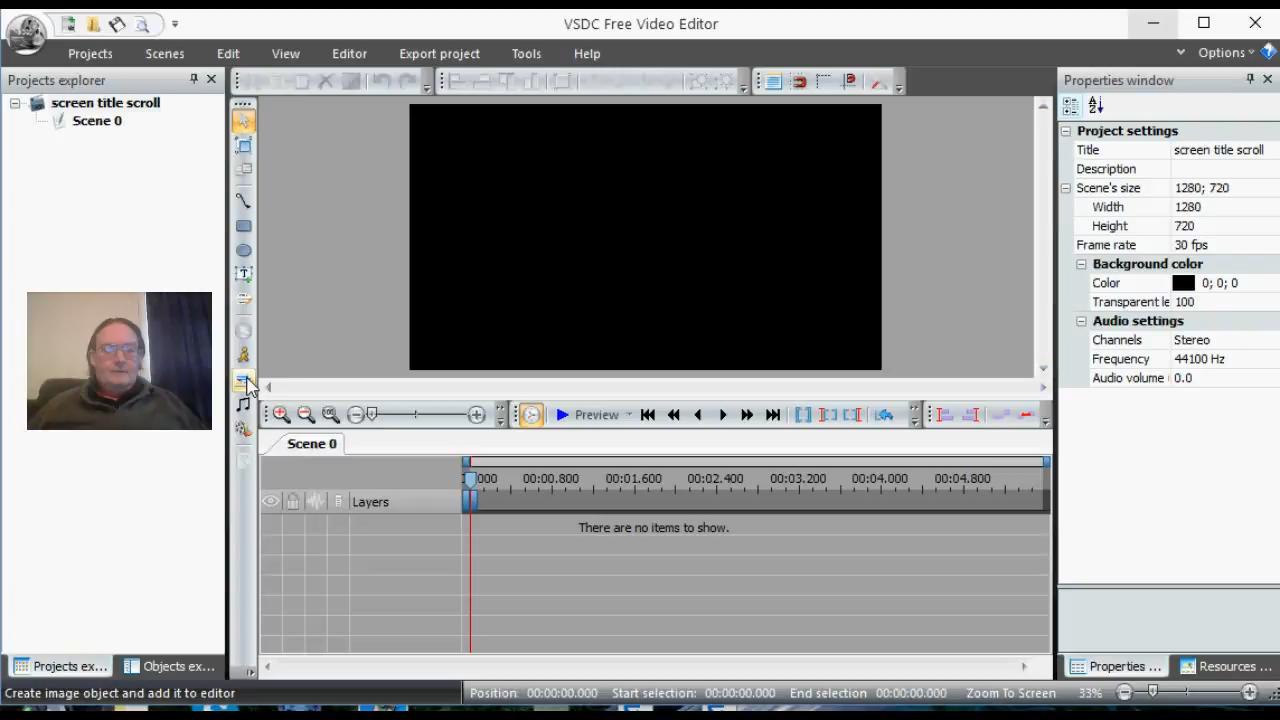 VSDC Free Video Editor
Projects Scenes Edit View Editor Export project Tools Help Options
Projects explorer
screen title scroll
Scene 0
Properties window
Project settings
Title screen title scroll
Description
Scene's size 1280; 720
Width 1280
Height 720
Frame rate 30 fps
Background color
Color 0; 0; 0
Transparent le 100
Audio settings
Channels Stereo
Frequency 44100 Hz
Audio volume 0.0
Preview
Scene 0
000 00:00.800 00:01.600 00:02.400 00:03.200 00:04.000 00:04.800
Layers
There are no items to show.
Projects ex... Objects ex... Properties ... Resources ...
Create image object and add it to editor Position: 00:00:00.000 Start selection: 00:00:00.000 End selection 00:00:00.000 Zoom To Screen 33%